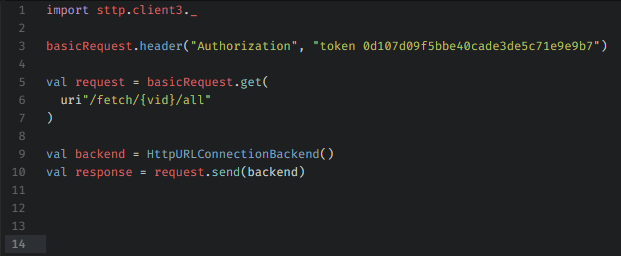 1 import sttp.client3._
2
3 basicRequest.header("Authorization", "token 0d107d09f5bbe40cade3de5c71e9e9b7")
4
5 val request = basicRequest.get(
6   uri"/fetch/{vid}/all"
7 )
8
9 val backend = HttpURLConnectionBackend()
10 val response = request.send(backend)
11
12
13
14